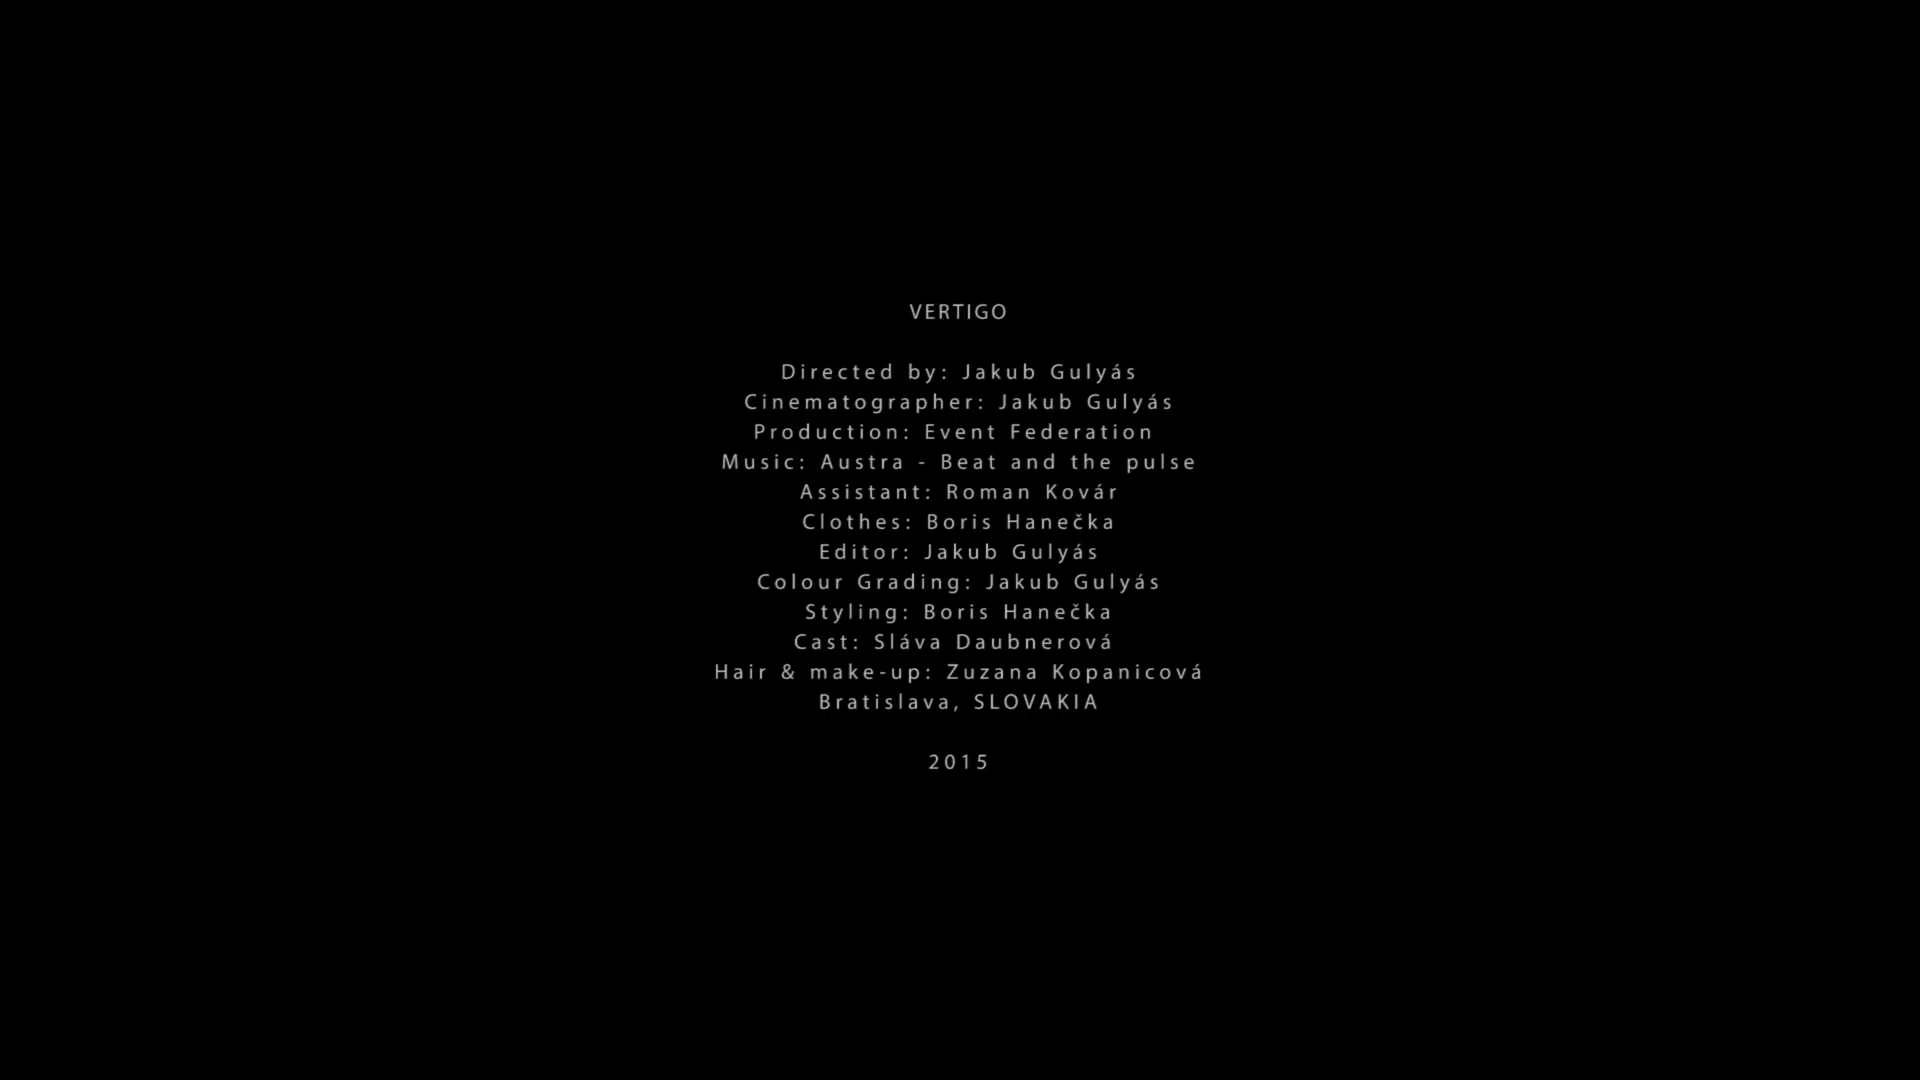 VERTIGO
Directed by: Jakub Gulyás
Cinematographer: Jakub Gulyás
Production: Event Federation
Music: Austra - Beat and the pulse
Assistant: Roman Kovár
Clothes: Boris Hanečka
Editor: Jakub Gulyás
Colour Grading: Jakub Gulyás
Styling: Boris Hanečka
Cast: Sláva Daubnerová
Hair & make-up: Zuzana Kopanicová
Bratislava, SLOVAKIA
2015